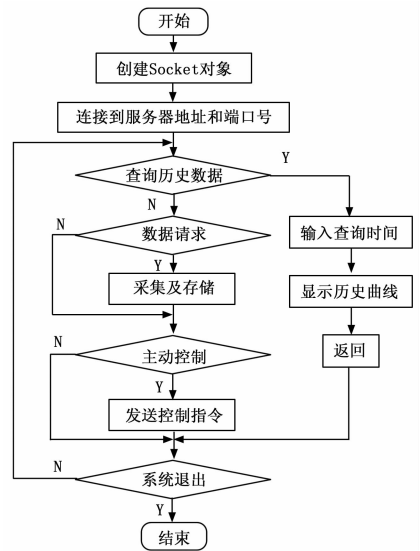 开始
创建Socket对象
连接到服务器地址和端口号
查询历史数据
Y
N
输入查询时间
数据请求
N
Y
采集及存储
显示历史曲线
返回
主动控制
N
Y
发送控制指令
系统退出
N
Y
结束